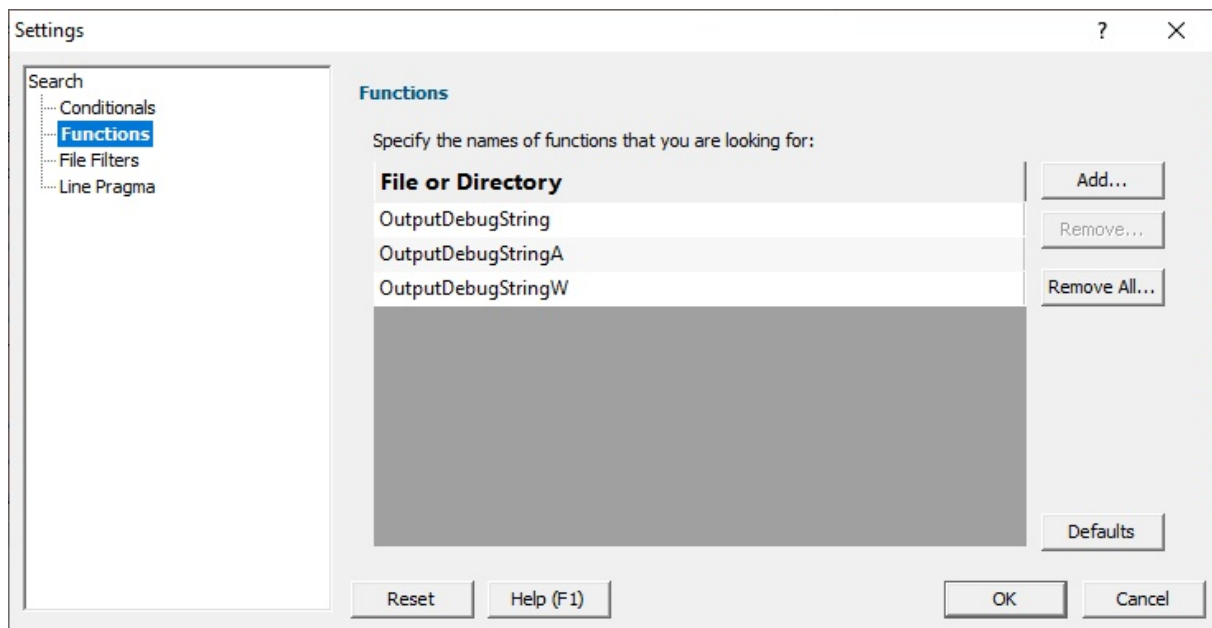 Settings
?
Search
Conditionals
Functions
File Filters
Line Pragma
Functions
Specify the names of functions that you are looking for:
File or Directory
OutputDebugString
OutputDebugStringA
OutputDebugStringW
Add...
Remove...
Remove All...
Defaults
Reset
Help (F1)
OK
Cancel